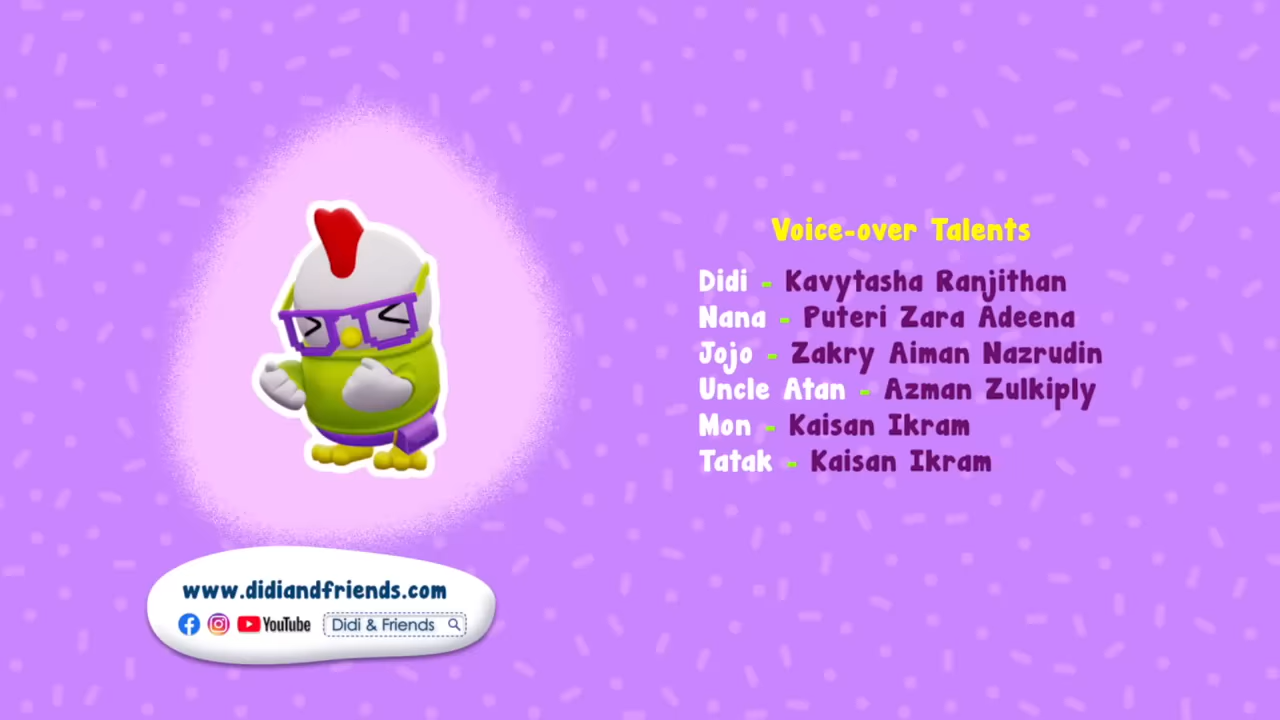 Voice-over Talents
Didi - Kavytasha Ranjithan
Nana - Puteri Zara Adeena
Jojo - Zakry Aiman Nazrudin
Uncle Atan - Azman Zulkiply
Mon - Kaisan Ikram
Tatak - Kaisan Ikram
www.didiandfriends.com
YouTube Didi & Friends